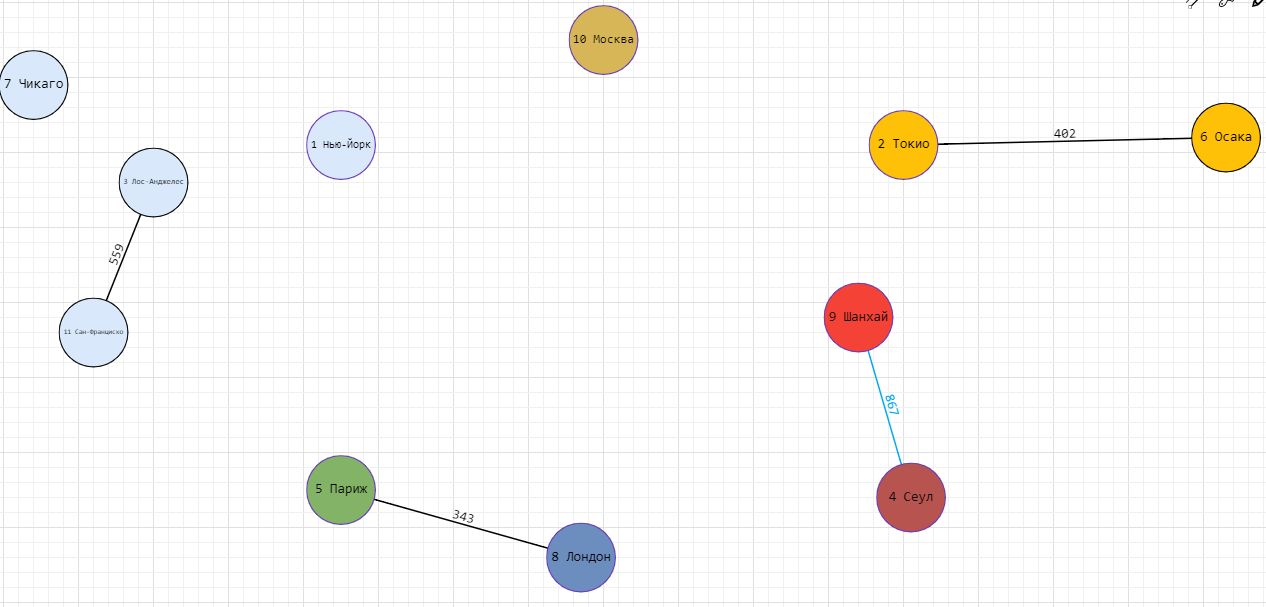 10 Москва
7 Чикаго
1 Нью-Йорк
2 Токио
402
6 Осака
3 Лос-Анджелес
559
11 Сан-Франциско
9 Шанхай
867
5 Париж
343
4 Сеул
8 Лондон